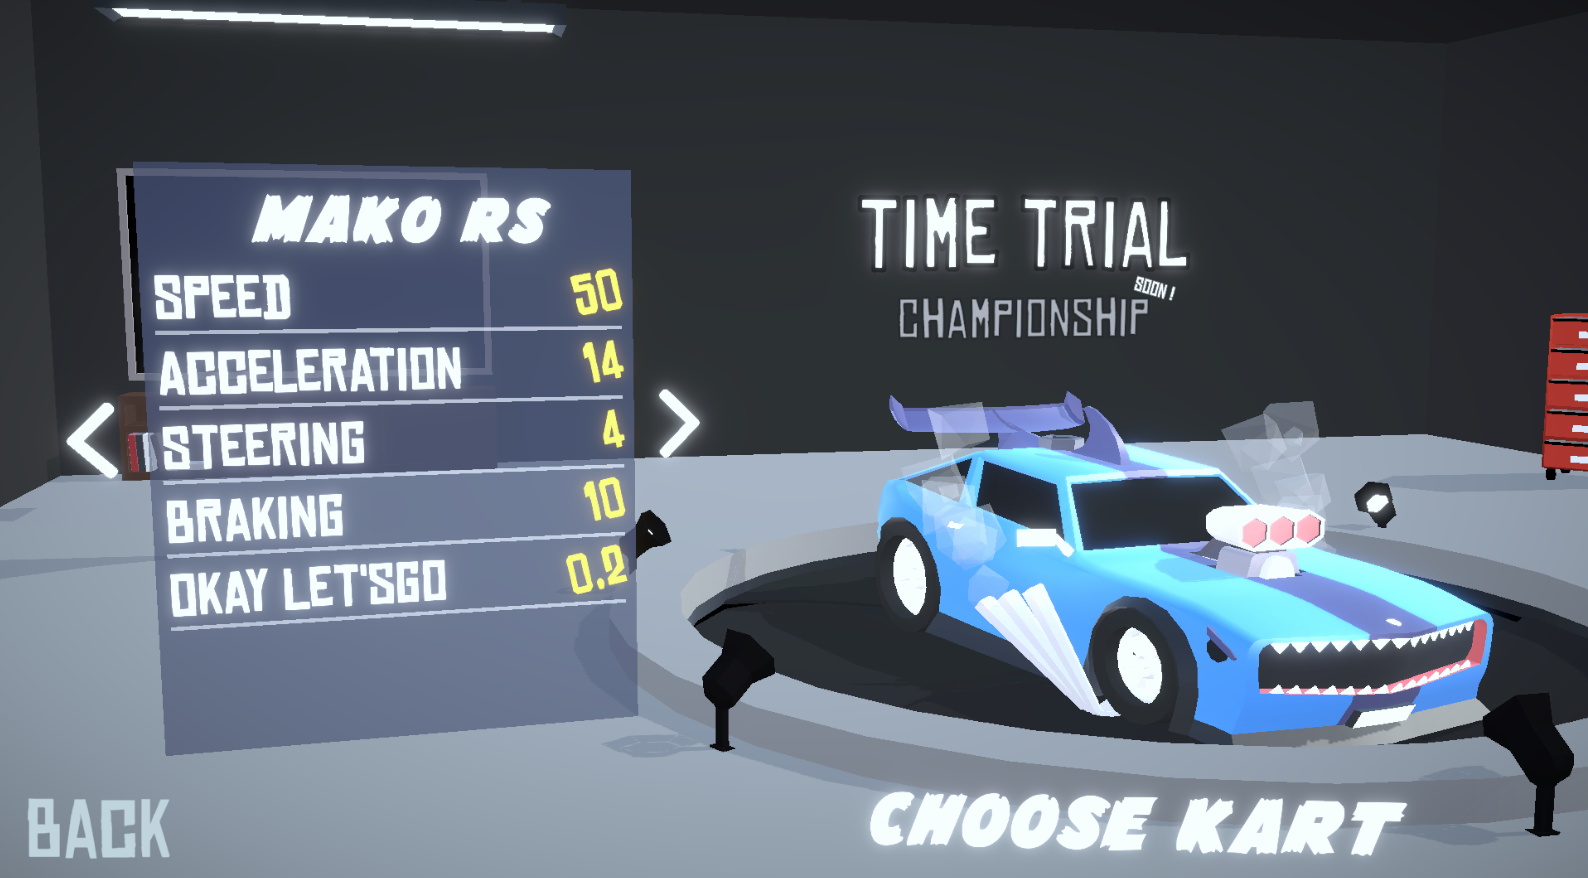 MAKO RS
SPEED 50
ACCELERATION 14
STEERING 4
BRAKING 10
OKAY LET'SGO 0.2
TIME TRIAL
SOON !
CHAMPIONSHIP
CHOOSE KART
BACK